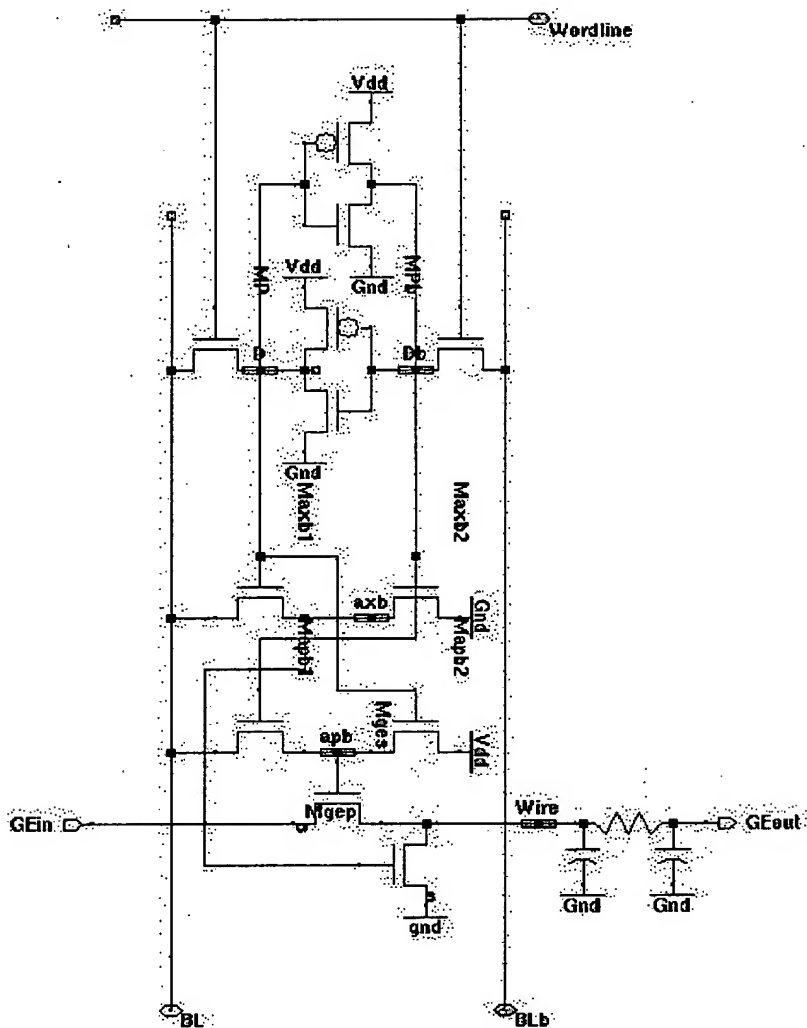 Wordline
Vdd
MP
Vdd
Gnd
MPb
D
Db
Gnd
Maxb1
Maxb2
axb
Gnd
Mapb1
Mapb2
apb
Mges
Vdd
GEin
Mgep
Wire
GEout
Gnd
Gnd
gnd
BL
BLb